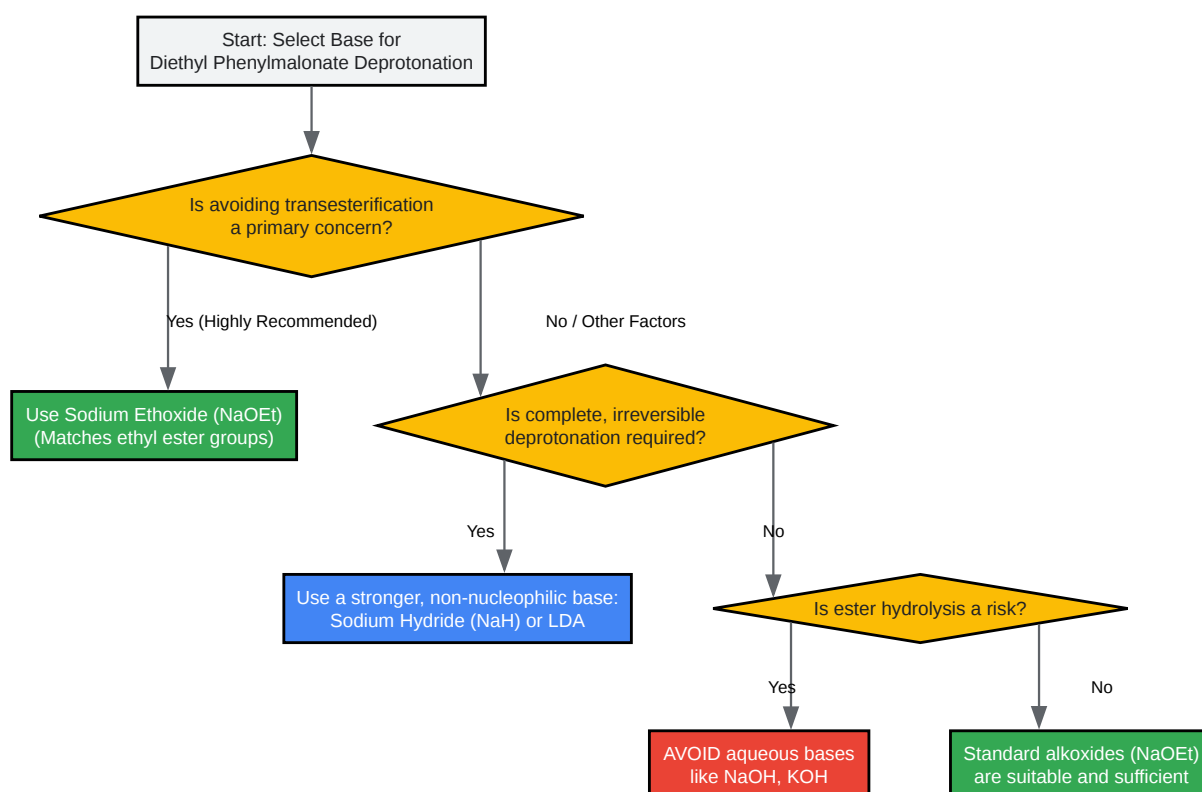 Start: Select Base for
Diethyl Phenylmalonate Deprotonation
Is avoiding transesterification
a primary concern?
Yes (Highly Recommended)
No / Other Factors
Use Sodium Ethoxide (NaOEt)
(Matches ethyl ester groups)
Is complete, irreversible
deprotonation required?
Yes
No
Use a stronger, non-nucleophilic base:
Sodium Hydride (NaH) or LDA
Is ester hydrolysis a risk?
Yes
No
AVOID aqueous bases
like NaOH, KOH
Standard alkoxides (NaOEt)
are suitable and sufficient